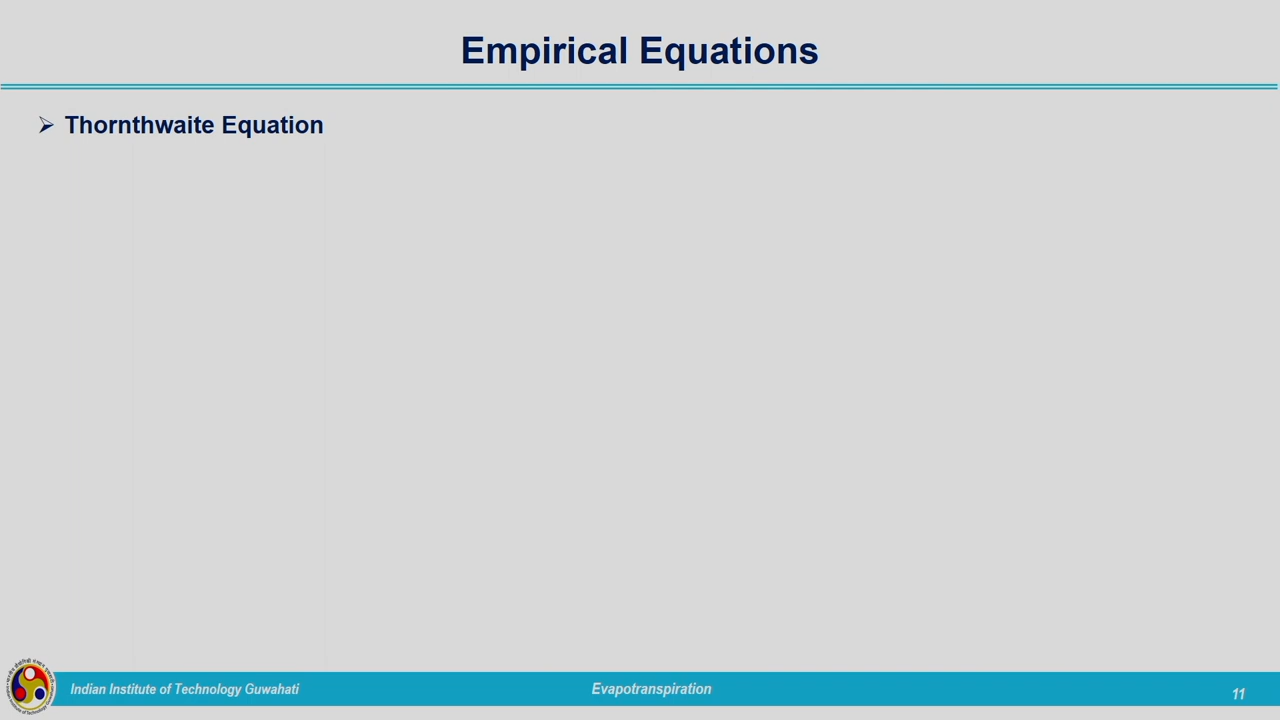 Empirical Equations
➢ Thornthwaite Equation
Indian Institute of Technology Guwahati
Evapotranspiration
11